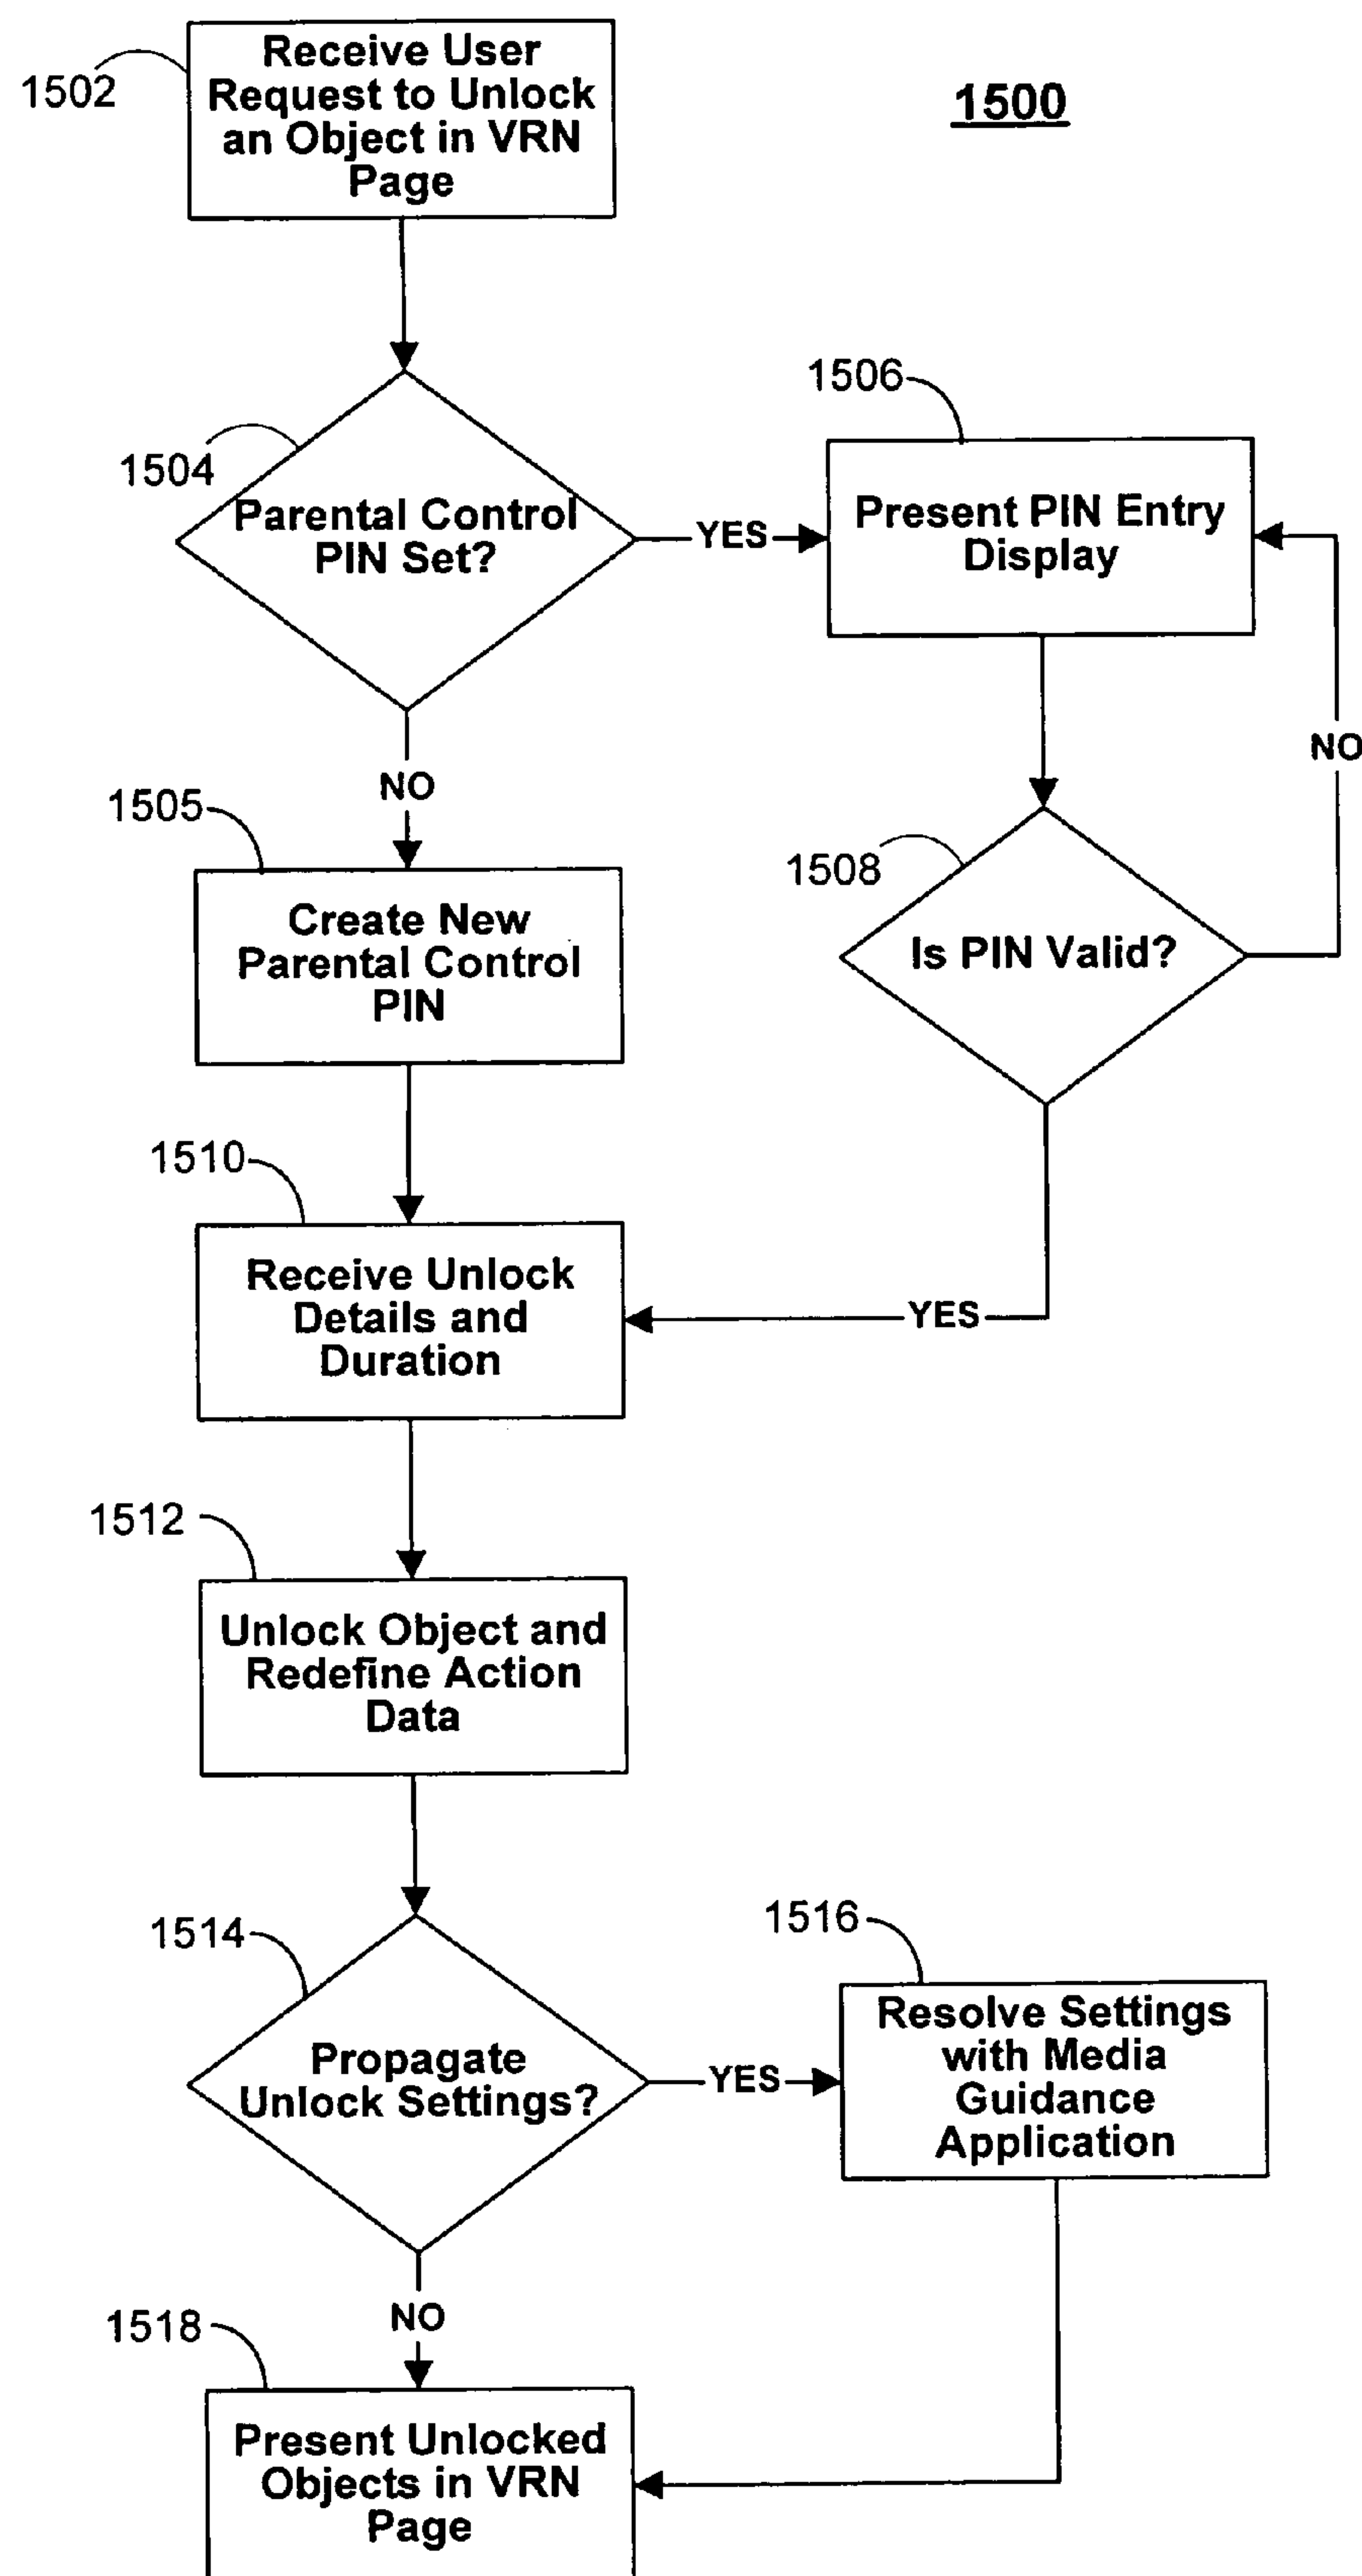 1500
1502
Receive User
Request to Unlock
an Object in VRN
Page
1504
Parental Control
PIN Set?
YES
1506
Present PIN Entry
Display
NO
NO
1505
Create New
Parental Control
PIN
1508
Is PIN Valid?
1510
Receive Unlock
Details and
Duration
YES
1512
Unlock Object and
Redefine Action
Data
1514
Propagate
Unlock Settings?
YES
1516
Resolve Settings
with Media
Guidance
Application
NO
1518
Present Unlocked
Objects in VRN
Page